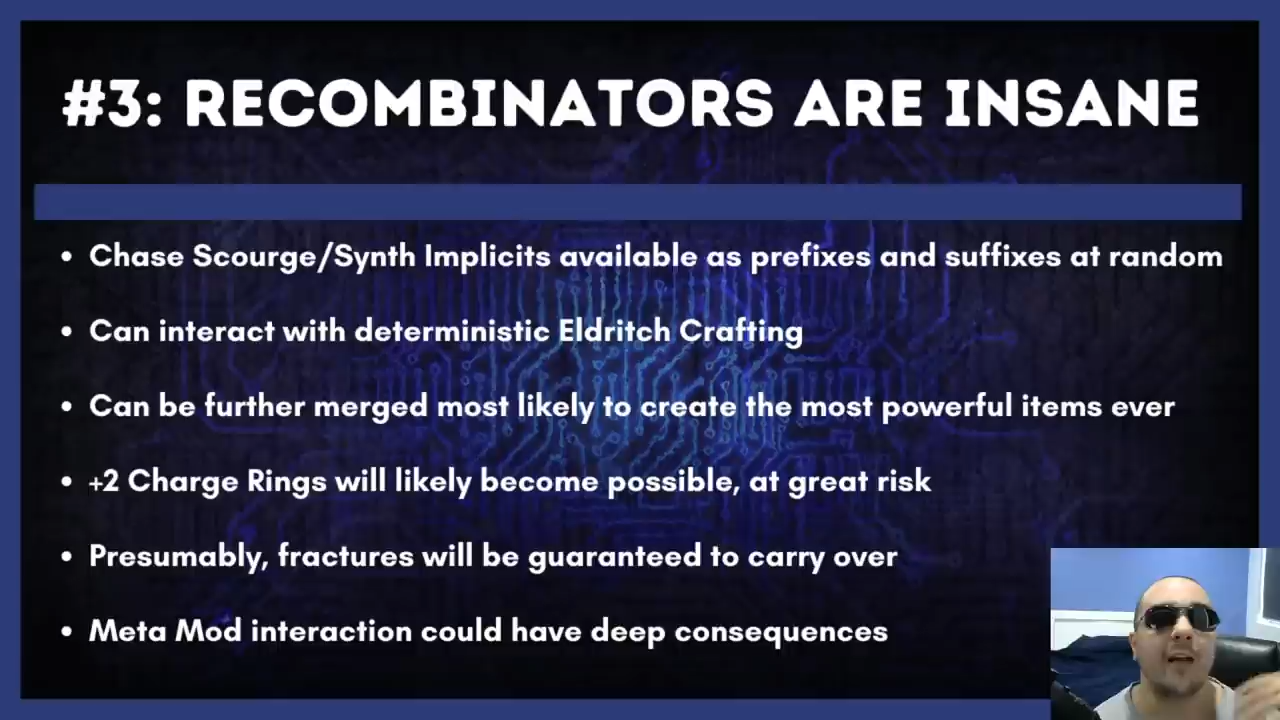 #3: RECOMBINATORS ARE INSANE
• Chase Scourge/Synth Implicits available as prefixes and suffixes at random
• Can interact with deterministic Eldritch Crafting
• Can be further merged most likely to create the most powerful items ever
• +2 Charge Rings will likely become possible, at great risk
• Presumably, fractures will be guaranteed to carry over
• Meta Mod interaction could have deep consequences